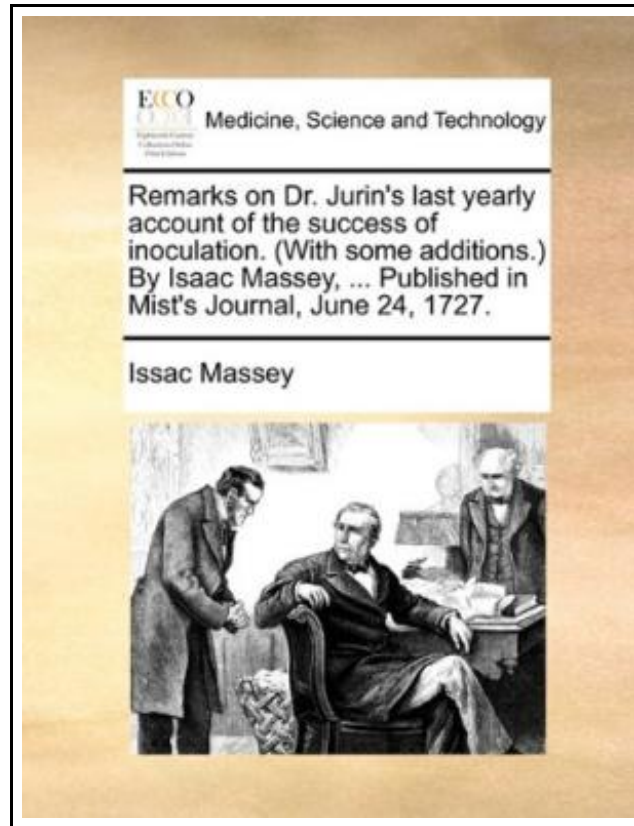 ECCO
Medicine, Science and Technology
Remarks on Dr. Jurin's last yearly
account of the success of
inoculation. (With some additions.)
By Isaac Massey, ... Published in
Mist's Journal, June 24, 1727.
Issac Massey